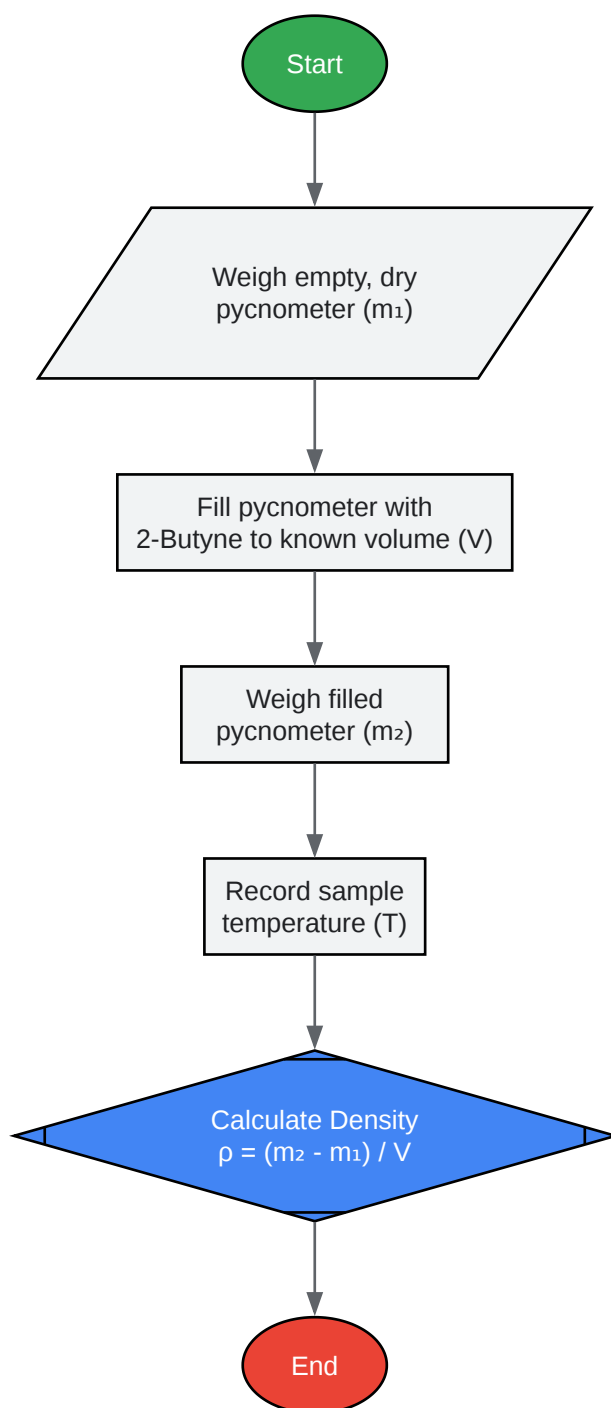 Start
Weigh empty, dry
pycnometer (m₁)
Fill pycnometer with
2-Butyne to known volume (V)
Weigh filled
pycnometer (m₂)
Record sample
temperature (T)
Calculate Density
ρ = (m₂ - m₁) / V
End